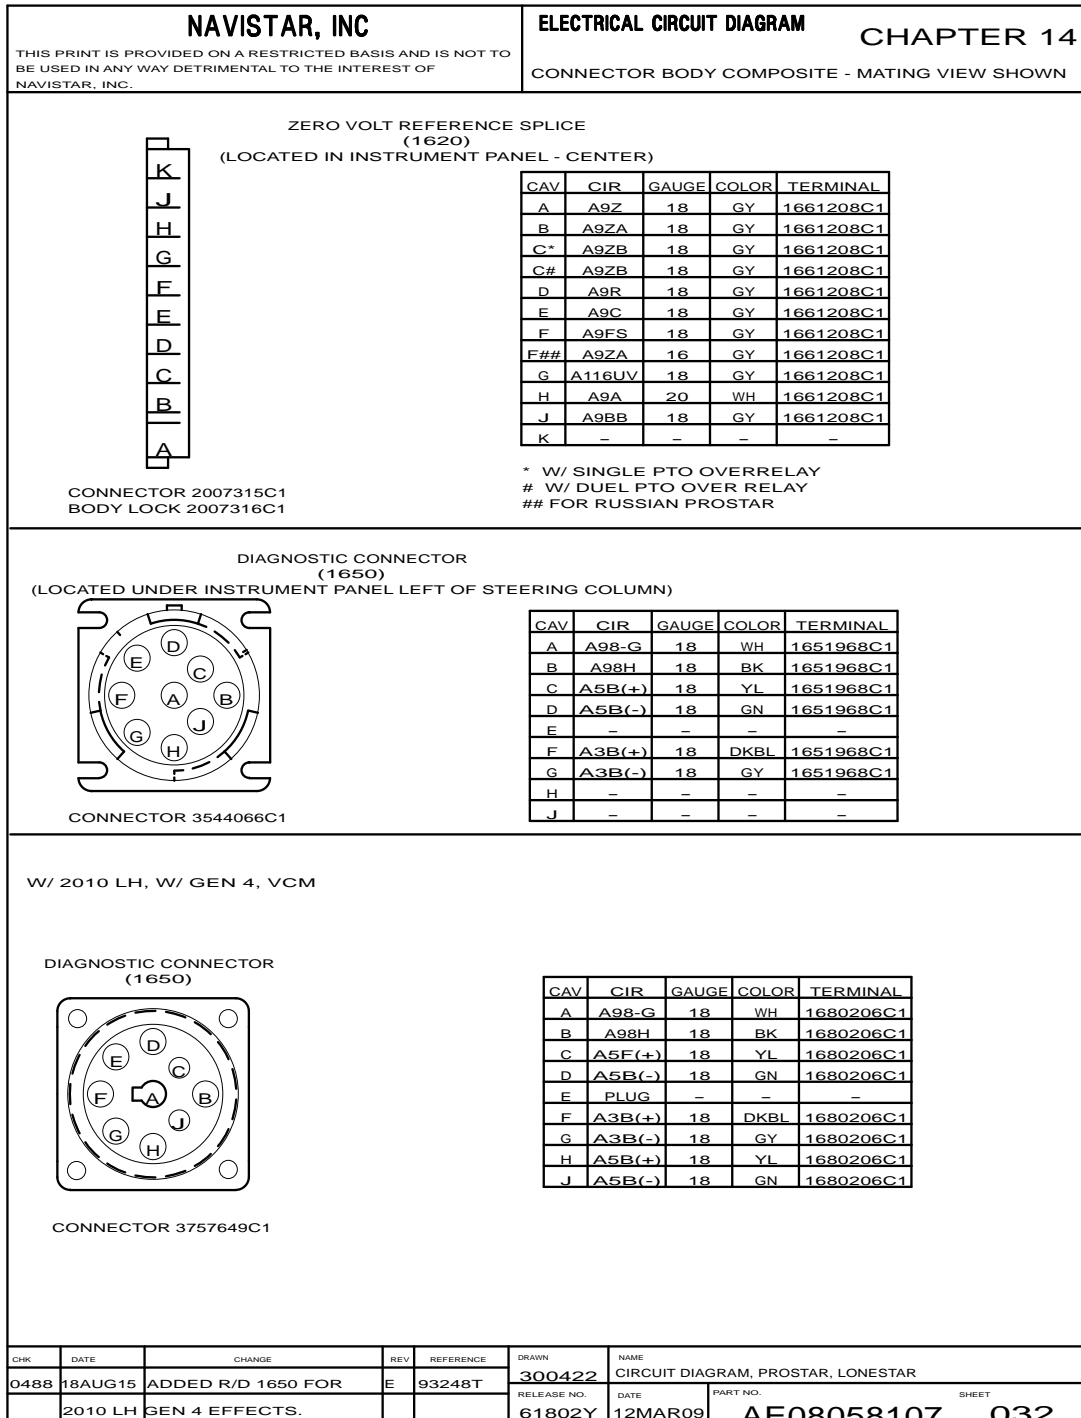 NAVISTAR, INC
THIS PRINT IS PROVIDED ON A RESTRICTED BASIS AND IS NOT TO
BE USED IN ANY WAY DETRIMENTAL TO THE INTEREST OF
NAVISTAR, INC.
ELECTRICAL CIRCUIT DIAGRAM
CHAPTER 14
CONNECTOR BODY COMPOSITE - MATING VIEW SHOWN
ZERO VOLT REFERENCE SPLICE
(1620)
(LOCATED IN INSTRUMENT PANEL - CENTER)
K
J
H
G
F
E
D
C
B
A
CONNECTOR 2007315C1
BODY LOCK 2007316C1
CAV CIR GAUGE COLOR TERMINAL
A A9Z 18 GY 1661208C1
B A9ZA 18 GY 1661208C1
C* A9ZB 18 GY 1661208C1
C# A9ZB 18 GY 1661208C1
D A9R 18 GY 1661208C1
E A9C 18 GY 1661208C1
F A9FS 18 GY 1661208C1
F## A9ZA 16 GY 1661208C1
G A116UV 18 GY 1661208C1
H A9A 20 WH 1661208C1
J A9BB 18 GY 1661208C1
K – – – –
* W/ SINGLE PTO OVERRELAY
# W/ DUEL PTO OVER RELAY
## FOR RUSSIAN PROSTAR
DIAGNOSTIC CONNECTOR
(1650)
(LOCATED UNDER INSTRUMENT PANEL LEFT OF STEERING COLUMN)
D
E C
F A B
G J
H
CONNECTOR 3544066C1
CAV CIR GAUGE COLOR TERMINAL
A A98-G 18 WH 1651968C1
B A98H 18 BK 1651968C1
C A5B(+) 18 YL 1651968C1
D A5B(-) 18 GN 1651968C1
E – – – –
F A3B(+) 18 DKBL 1651968C1
G A3B(-) 18 GY 1651968C1
H – – – –
J – – – –
W/ 2010 LH, W/ GEN 4, VCM
DIAGNOSTIC CONNECTOR
(1650)
D
E C
F A B
G J
H
CONNECTOR 3757649C1
CAV CIR GAUGE COLOR TERMINAL
A A98-G 18 WH 1680206C1
B A98H 18 BK 1680206C1
C A5F(+) 18 YL 1680206C1
D A5B(-) 18 GN 1680206C1
E PLUG – – –
F A3B(+) 18 DKBL 1680206C1
G A3B(-) 18 GY 1680206C1
H A5B(+) 18 YL 1680206C1
J A5B(-) 18 GN 1680206C1
CHK DATE CHANGE REV REFERENCE
0488 18AUG15 ADDED R/D 1650 FOR E 93248T
2010 LH GEN 4 EFFECTS.
DRAWN NAME
300422 CIRCUIT DIAGRAM, PROSTAR, LONESTAR
RELEASE NO. DATE PART NO. SHEET
61802Y 12MAR09 AE08058107 032